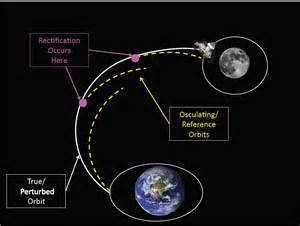 Rectification
Occurs
Here
Osculating/
Reference
Orbits
True/
Perturbed
Orbit